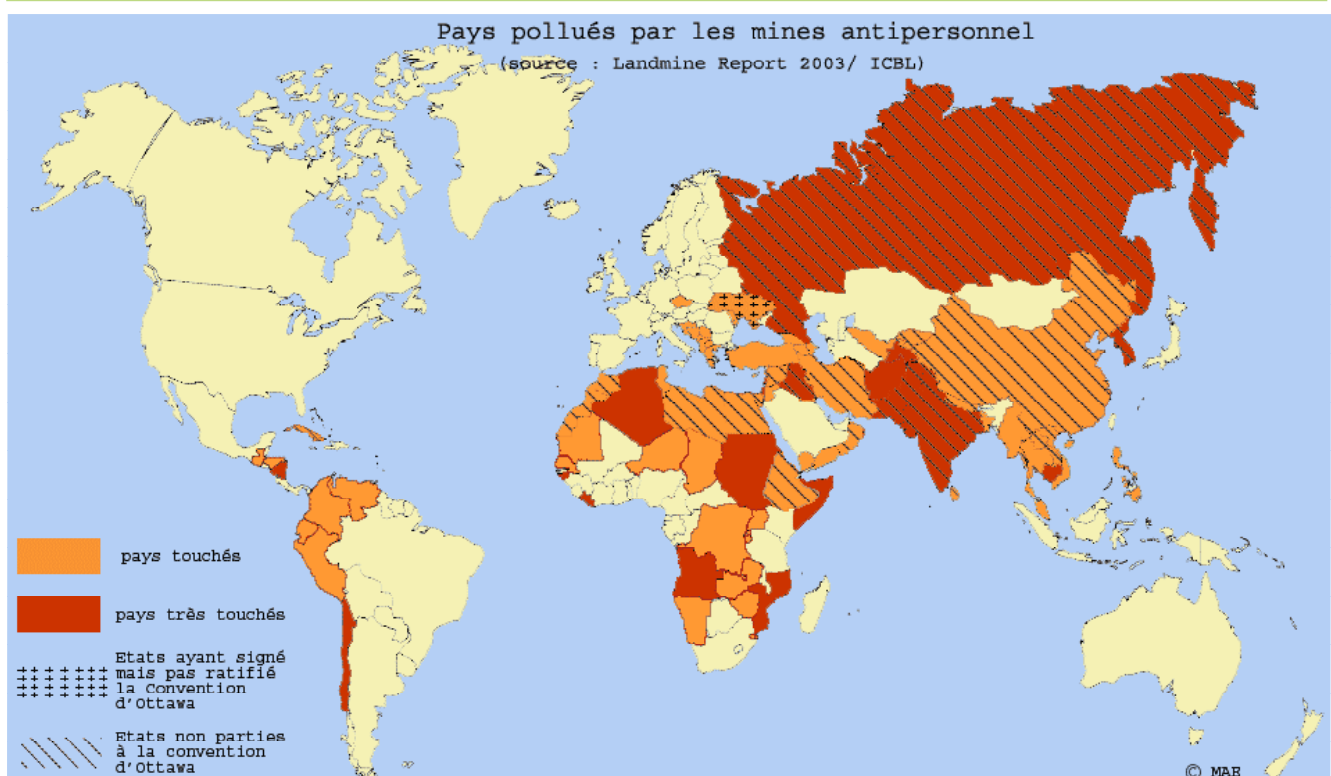 Pays pollués par les mines antipersonnel
(source : Landmine Report 2003/ ICBL)
pays touchés
pays très touchés
Etats ayant signé
mais pas ratifié
la Convention
d'Ottawa
Etats non parties
à la convention
d'Ottawa
© MAE